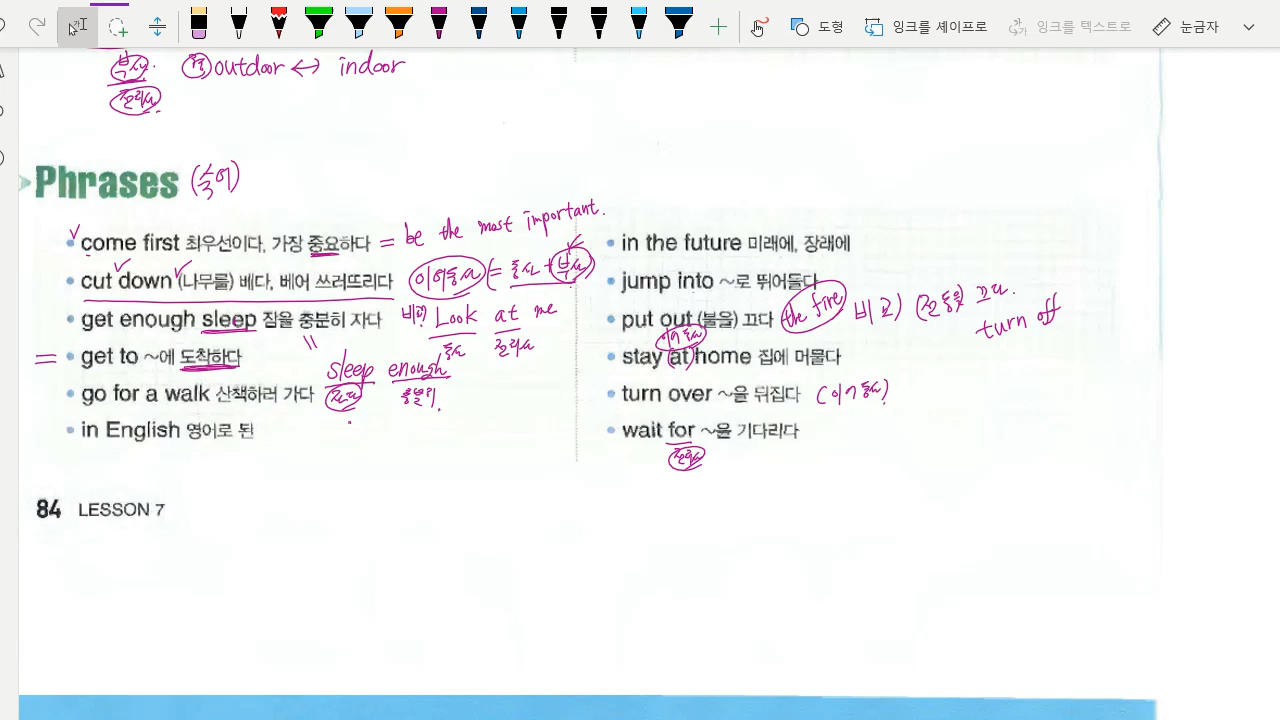 도형
잉크를 셰이프로
잉크를 텍스트로
눈금자
부사. outdoor ↔ indoor
전치사
Phrases (숙어)
come first 최우선이다, 가장 중요하다 = be the most important.
cut down (나무를) 베다, 베어 쓰러뜨리다 이어동사 (= 동사 + 부사)
get enough sleep 잠을 충분히 자다 비교) Look at me
동사 전치사
= get to ~에 도착하다 sleep enough
자다 충분히.
go for a walk 산책하러 가다
in English 영어로 된
in the future 미래에, 장래에
jump into ~로 뛰어들다
put out (불을) 끄다 the fire 비교) (전등을) 끄다.
turn off
이어동사
stay (at) home 집에 머물다
turn over ~을 뒤집다 (이어동사)
wait for ~을 기다리다
전치사
84 LESSON 7